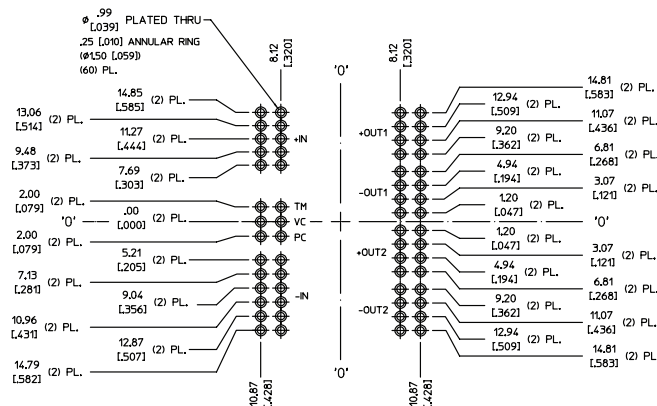 ø .99 [.039] PLATED THRU
.25 [.010] ANNULAR RING
(ø1.50 [.059])
(60) PL.
8.12 [.320]
'0'
8.12 [.320]
14.85 [.585] (2) PL.
13.06 [.514] (2) PL.
11.27 [.444] (2) PL.
9.48 [.373] (2) PL.
7.69 [.303] (2) PL.
2.00 [.079] (2) PL.
'0'
.00 [.000] (2) PL.
2.00 [.079] (2) PL.
5.21 [.205] (2) PL.
7.13 [.281] (2) PL.
9.04 [.356] (2) PL.
10.96 [.431] (2) PL.
12.87 [.507] (2) PL.
14.79 [.582] (2) PL.
+IN
TM
VC
PC
-IN
+OUT1
-OUT1
+OUT2
-OUT2
14.81 [.583] (2) PL.
12.94 [.509] (2) PL.
11.07 [.436] (2) PL.
9.20 [.362] (2) PL.
6.81 [.268] (2) PL.
4.94 [.194] (2) PL.
3.07 [.121] (2) PL.
1.20 [.047] (2) PL.
'0'
1.20 [.047] (2) PL.
3.07 [.121] (2) PL.
4.94 [.194] (2) PL.
6.81 [.268] (2) PL.
9.20 [.362] (2) PL.
11.07 [.436] (2) PL.
12.94 [.509] (2) PL.
14.81 [.583] (2) PL.
10.87 [.428]
'0'
10.87 [.428]